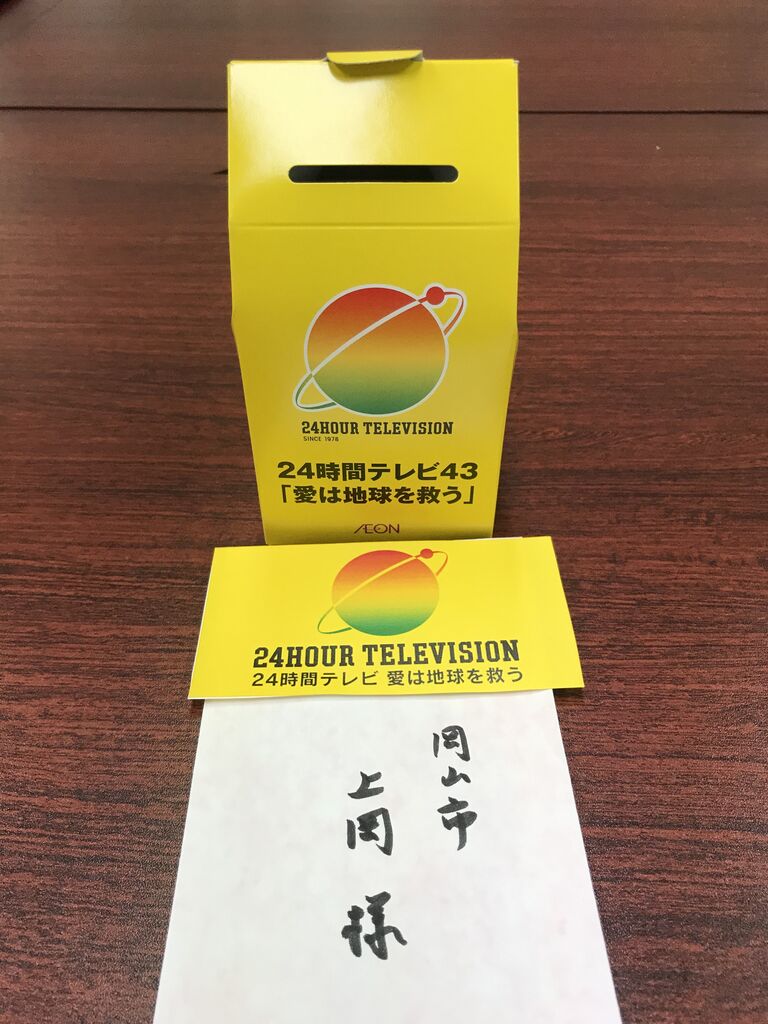 24HOUR TELEVISION
SINCE 1978
24時間テレビ43
「愛は地球を救う」
ÆON
24HOUR TELEVISION
24時間テレビ 愛は地球を救う
岡山市
上岡 様